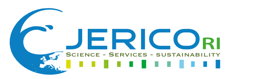 JERICO RI
SCIENCE - SERVICES - SUSTAINABILITY